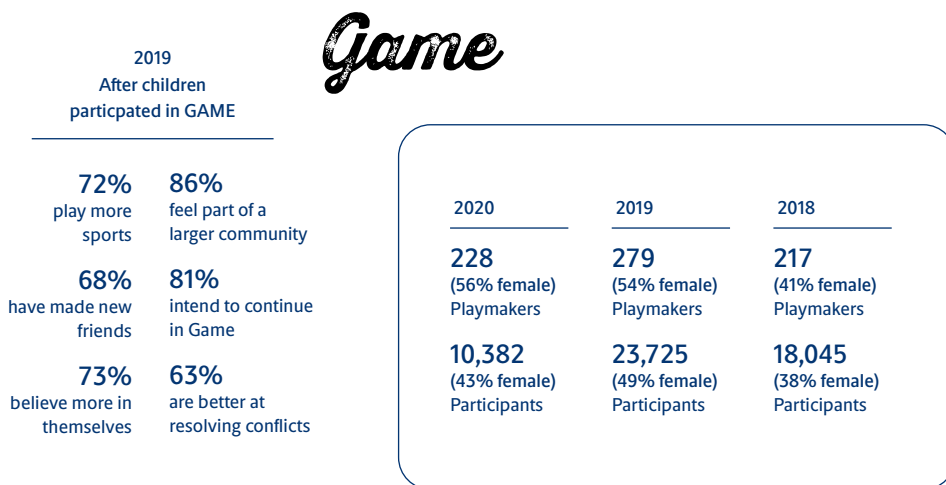 Game
2019
After children
particpated in GAME
72%
play more
sports
86%
feel part of a
larger community
68%
have made new
friends
81%
intend to continue
in Game
73%
believe more in
themselves
63%
are better at
resolving conflicts
2020
228
(56% female)
Playmakers
10,382
(43% female)
Participants
2019
279
(54% female)
Playmakers
23,725
(49% female)
Participants
2018
217
(41% female)
Playmakers
18,045
(38% female)
Participants